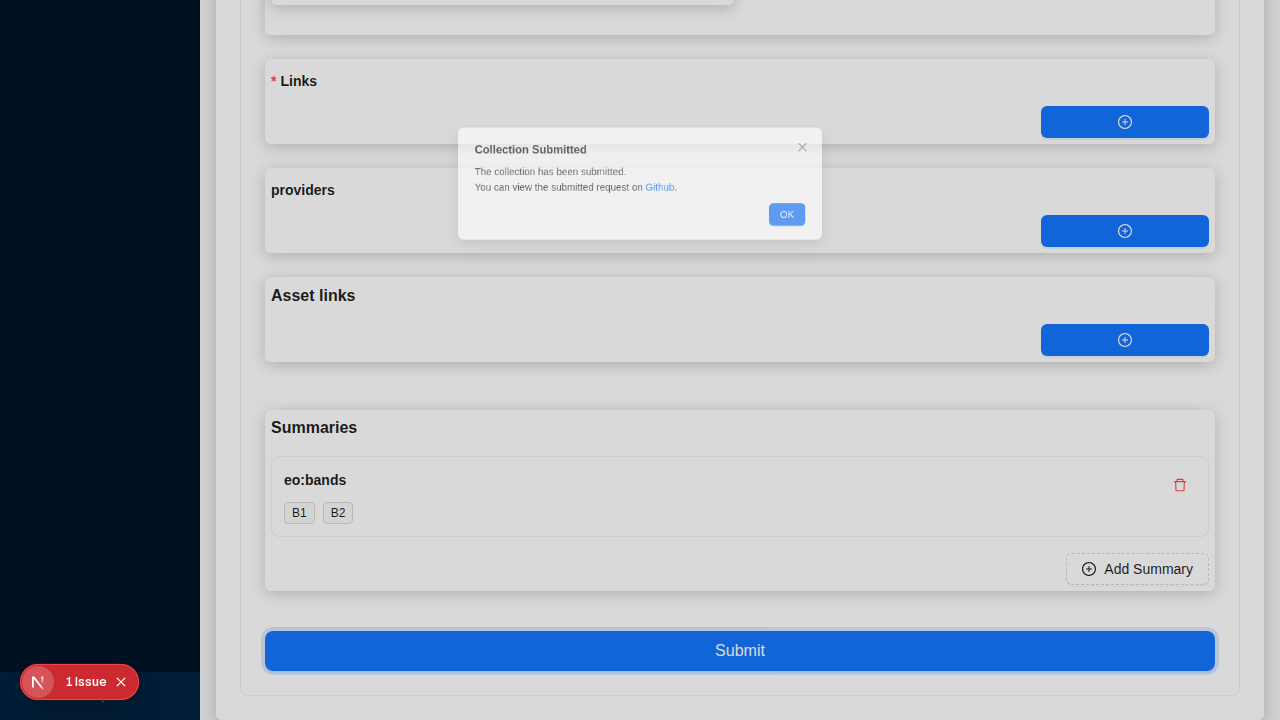 * Links
Collection Submitted
The collection has been submitted.
You can view the submitted request on Github.
OK
providers
Asset links
Summaries
eo:bands
B1 B2
Add Summary
Submit
N 1 Issue